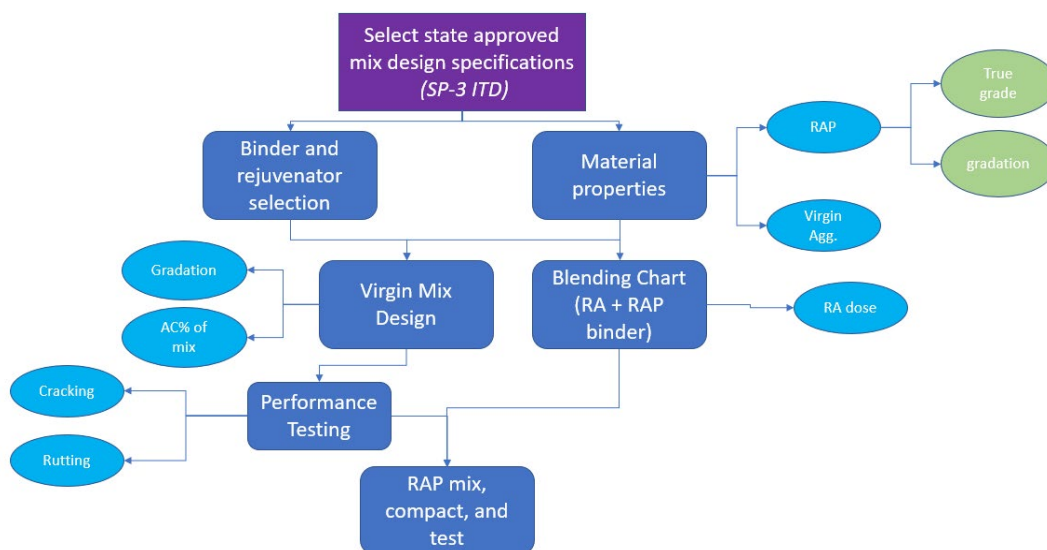 Select state approved
mix design specifications
(SP-3 ITD)
True
grade
RAP
Binder and
rejuvenator
selection
Material
properties
gradation
Virgin
Agg.
Gradation
Virgin Mix
Design
Blending Chart
(RA + RAP
binder)
RA dose
AC% of
mix
Cracking
Performance
Testing
Rutting
RAP mix,
compact, and
test